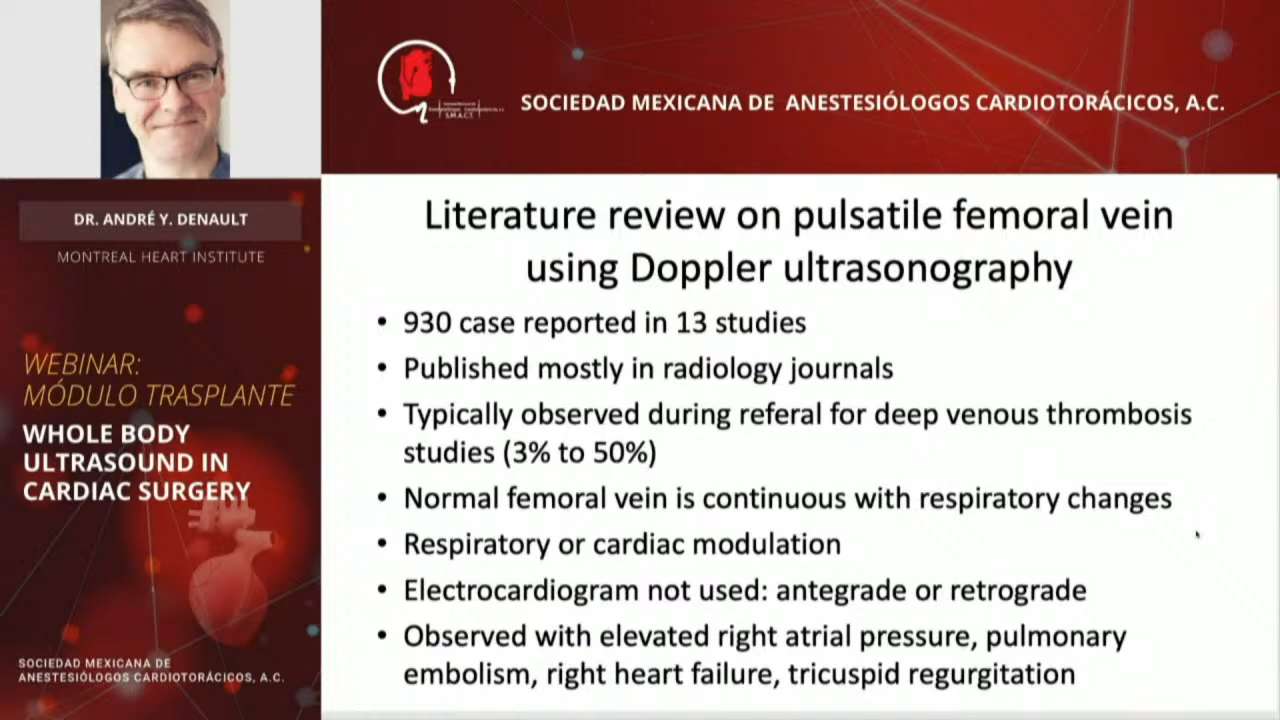 SOCIEDAD MEXICANA DE ANESTESIÓLOGOS CARDIOTORÁCICOS, A.C.
S.M.A.C.T.
DR. ANDRÉ Y. DENAULT
MONTREAL HEART INSTITUTE
WEBINAR:
MÓDULO TRASPLANTE
WHOLE BODY
ULTRASOUND IN
CARDIAC SURGERY
SOCIEDAD MEXICANA DE
ANESTESIÓLOGOS CARDIOTORÁCICOS, A.C.
Literature review on pulsatile femoral vein
using Doppler ultrasonography
• 930 case reported in 13 studies
• Published mostly in radiology journals
• Typically observed during referal for deep venous thrombosis
studies (3% to 50%)
• Normal femoral vein is continuous with respiratory changes
• Respiratory or cardiac modulation
• Electrocardiogram not used: antegrade or retrograde
• Observed with elevated right atrial pressure, pulmonary
embolism, right heart failure, tricuspid regurgitation